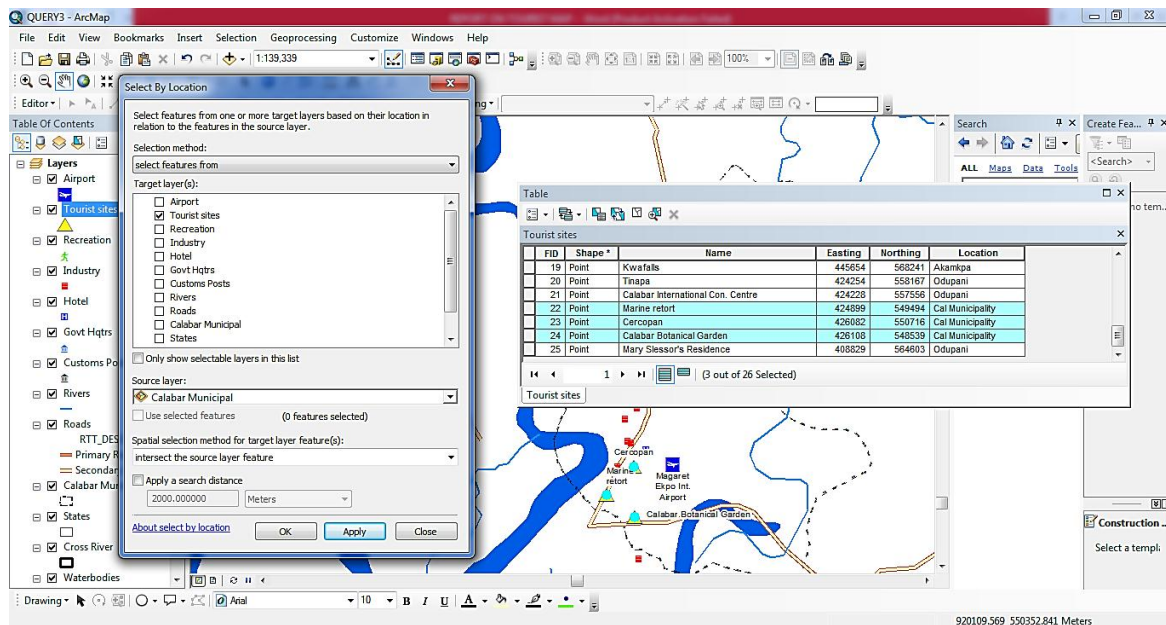 QUERY3 - ArcMap
File Edit View Bookmarks Insert Selection Geoprocessing Customize Windows Help
1:139,339
100%
Editor
Select By Location
Select features from one or more target layers based on their location in
relation to the features in the source layer.
Selection method:
select features from
Target layer(s):
Airport
Tourist sites
Recreation
Industry
Hotel
Govt Hqtrs
Customs Posts
Rivers
Roads
Calabar Municipal
States
Only show selectable layers in this list
Source layer:
Calabar Municipal
Use selected features (0 features selected)
Spatial selection method for target layer feature(s):
intersect the source layer feature
Apply a search distance
2000.000000 Meters
About select by location OK Apply Close
Table Of Contents
Layers
Airport
Tourist sites
Recreation
Industry
Hotel
Govt Hqtrs
Customs Po
Rivers
Roads
RTT_DES
Primary R
Secondar
Calabar Mun
States
Cross River
Waterbodies
Table
Tourist sites
FID Shape * Name Easting Northing Location
19 Point Kwafalls 445654 568241 Akamkpa
20 Point Tinapa 424254 558167 Odupani
21 Point Calabar International Con. Centre 424228 557556 Odupani
22 Point Marine retort 424899 549494 Cal Municipality
23 Point Cercopan 426082 550716 Cal Municipality
24 Point Calabar Botanical Garden 426108 548539 Cal Municipality
25 Point Mary Slessor's Residence 408829 564603 Odupani
1 (3 out of 26 Selected)
Tourist sites
Cercopan
Marine
retort
Magaret
Ekpo Int.
Airport
Calabar Botanical Garden
Search
ALL Maps Data Tools
Create Fea...
<Search>
no tem..
Construction ..
Select a templa
Drawing Arial 10 B I U A
920109.569 550352.841 Meters